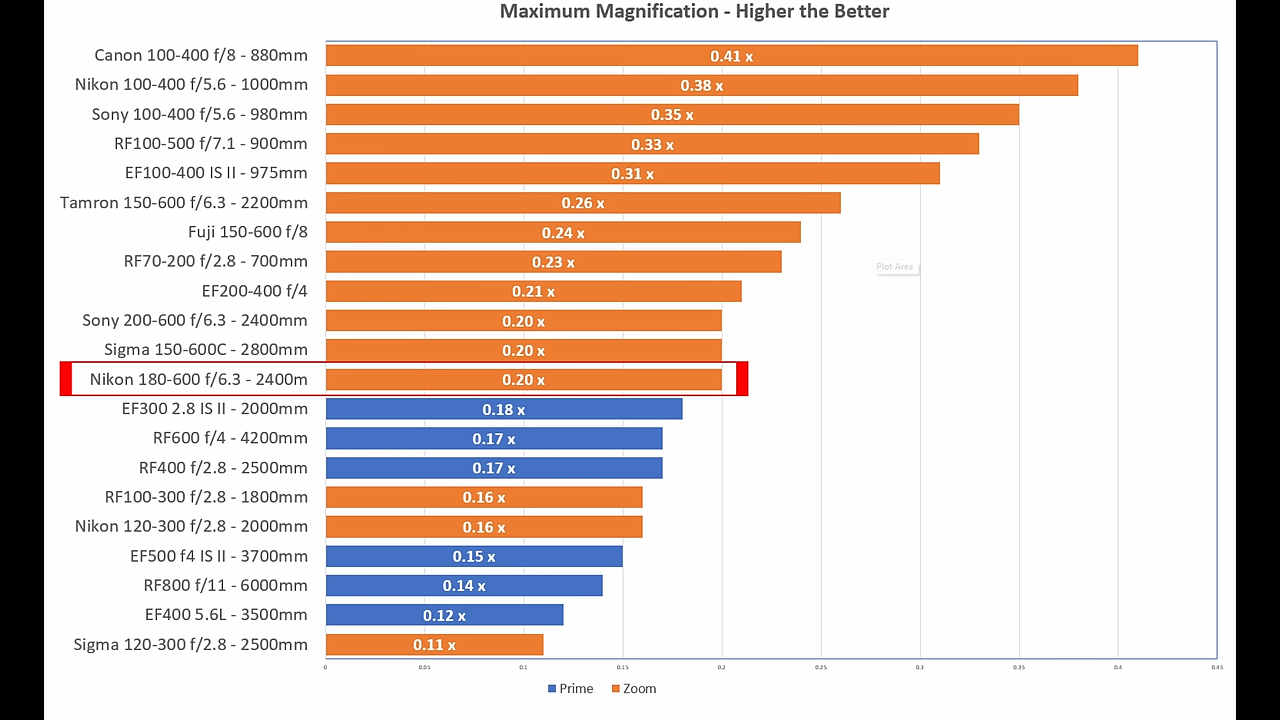 Maximum Magnification - Higher the Better
Canon 100-400 f/8 - 880mm 0.41 x
Nikon 100-400 f/5.6 - 1000mm 0.38 x
Sony 100-400 f/5.6 - 980mm 0.35 x
RF100-500 f/7.1 - 900mm 0.33 x
EF100-400 IS II - 975mm 0.31 x
Tamron 150-600 f/6.3 - 2200mm 0.26 x
Fuji 150-600 f/8 0.24 x
RF70-200 f/2.8 - 700mm 0.23 x
Plot Area
EF200-400 f/4 0.21 x
Sony 200-600 f/6.3 - 2400mm 0.20 x
Sigma 150-600C - 2800mm 0.20 x
Nikon 180-600 f/6.3 - 2400m 0.20 x
EF300 2.8 IS II - 2000mm 0.18 x
RF600 f/4 - 4200mm 0.17 x
RF400 f/2.8 - 2500mm 0.17 x
RF100-300 f/2.8 - 1800mm 0.16 x
Nikon 120-300 f/2.8 - 2000mm 0.16 x
EF500 f4 IS II - 3700mm 0.15 x
RF800 f/11 - 6000mm 0.14 x
EF400 5.6L - 3500mm 0.12 x
Sigma 120-300 f/2.8 - 2500mm 0.11 x
0 0.05 0.1 0.15 0.2 0.25 0.3 0.35 0.4 0.45
Prime Zoom